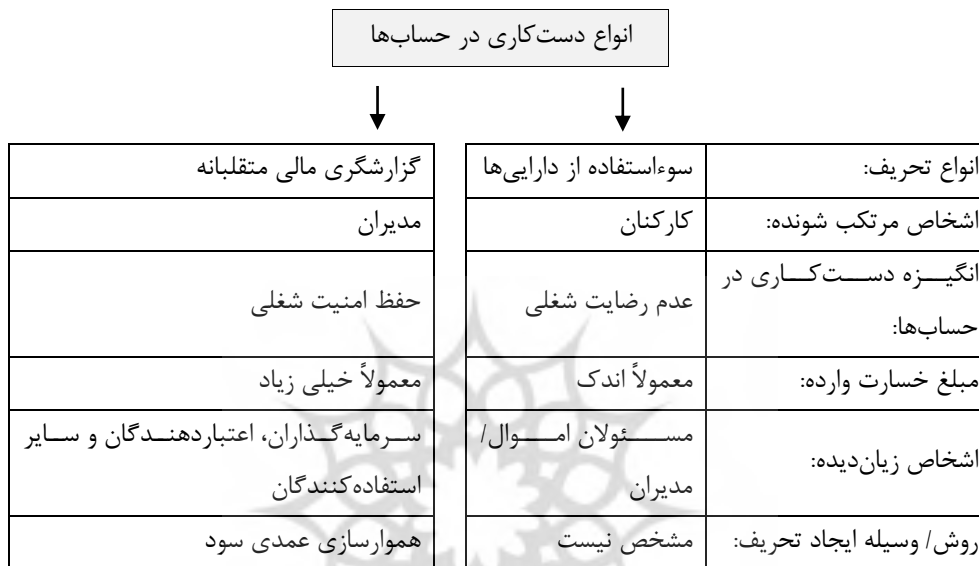 انواع دست‌کاری در حساب‌ها
انواع تحریف:
سوءاستفاده از دارایی‌ها
گزارشگری مالی متقلبانه
اشخاص مرتکب شونده:
کارکنان
مدیران
انگیزه دست‌کاری در
حساب‌ها:
عدم رضایت شغلی
حفظ امنیت شغلی
مبلغ خسارت وارده:
معمولاً اندک
معمولاً خیلی زیاد
اشخاص زیان‌دیده:
مسئولان اموال/
مدیران
سرمایه‌گذاران، اعتباردهندگان و سایر
استفاده‌کنندگان
روش/ وسیله ایجاد تحریف:
مشخص نیست
هموارسازی عمدی سود